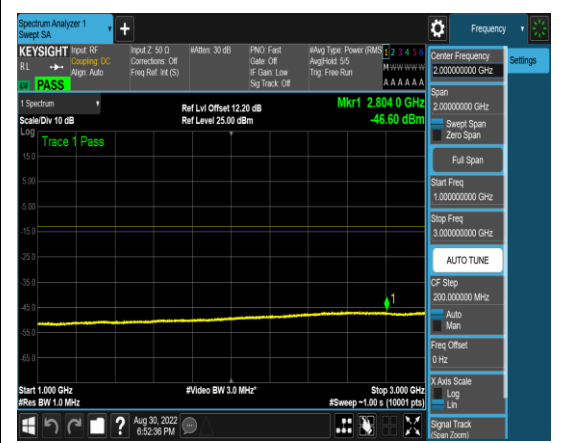 Spectrum Analyzer 1
Swept SA
Frequency
KEYSIGHT
Input: RF
Coupling: DC
Align: Auto
Input Z: 50 Ω
Corrections: Off
Freq Ref: Int (S)
#Atten: 30 dB
PNO: Fast
Gate: Off
IF Gain: Low
Sig Track: Off
#Avg Type: Power (RMS
Avg|Hold: 5/5
Trig: Free Run
1 2 3 4 5 6
M W W W W W
A A A A A A
RL
LXI
PASS
1 Spectrum
Scale/Div 10 dB
Ref Lvl Offset 12.20 dB
Ref Level 25.00 dBm
Mkr1 2.804 0 GHz
-46.60 dBm
Log
Trace 1 Pass
15.0
5.00
-5.00
-15.0
-25.0
-35.0
-45.0
-55.0
-65.0
1
Start 1.000 GHz
#Res BW 1.0 MHz
#Video BW 3.0 MHz*
Stop 3.000 GHz
#Sweep ~1.00 s (10001 pts)
Aug 30, 2022
6:52:36 PM
Center Frequency
2.000000000 GHz
Settings
Span
2.00000000 GHz
Swept Span
Zero Span
Full Span
Start Freq
1.000000000 GHz
Stop Freq
3.000000000 GHz
AUTO TUNE
CF Step
200.000000 MHz
Auto
Man
Freq Offset
0 Hz
X Axis Scale
Log
Lin
Signal Track
(Span Zoom)